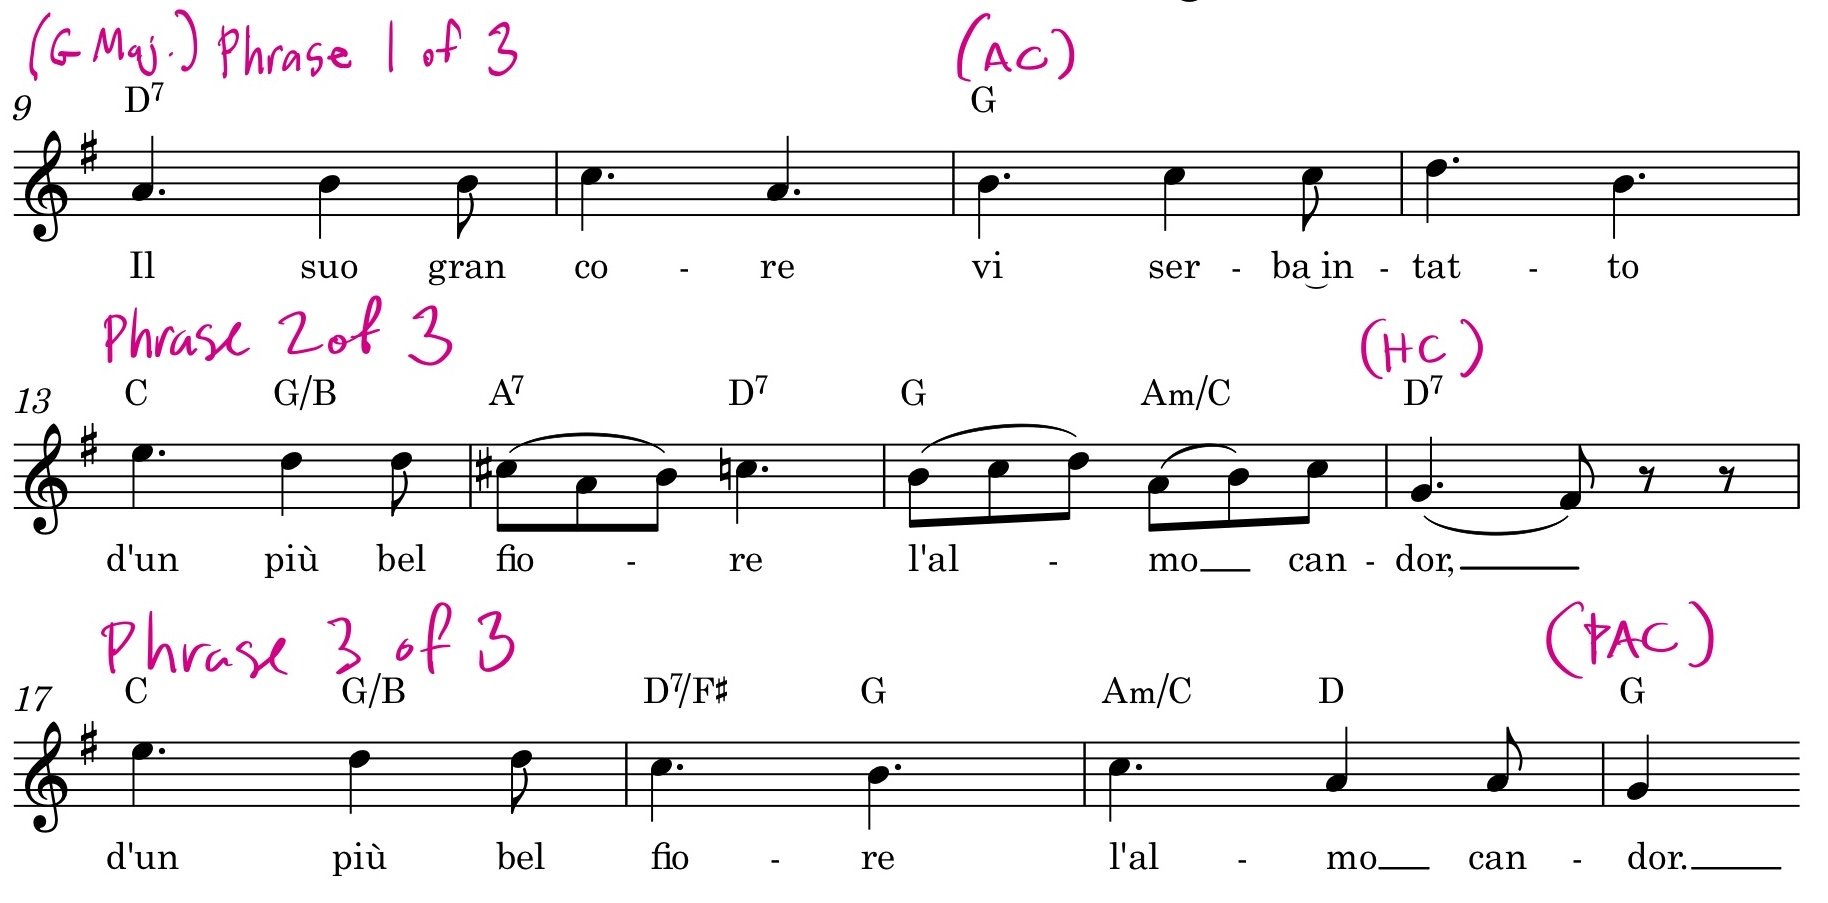 (G Maj.) Phrase 1 of 3 (AC)
9 D7 G
Il suo gran co - re vi ser - ba‿in - tat - to
Phrase 2 of 3 (HC)
13 C G/B A7 D7 G Am/C D7
d'un più bel fio - re l'al - mo can - dor,
Phrase 3 of 3 (PAC)
17 C G/B D7/F♯ G Am/C D G
d'un più bel fio - re l'al - mo can - dor.